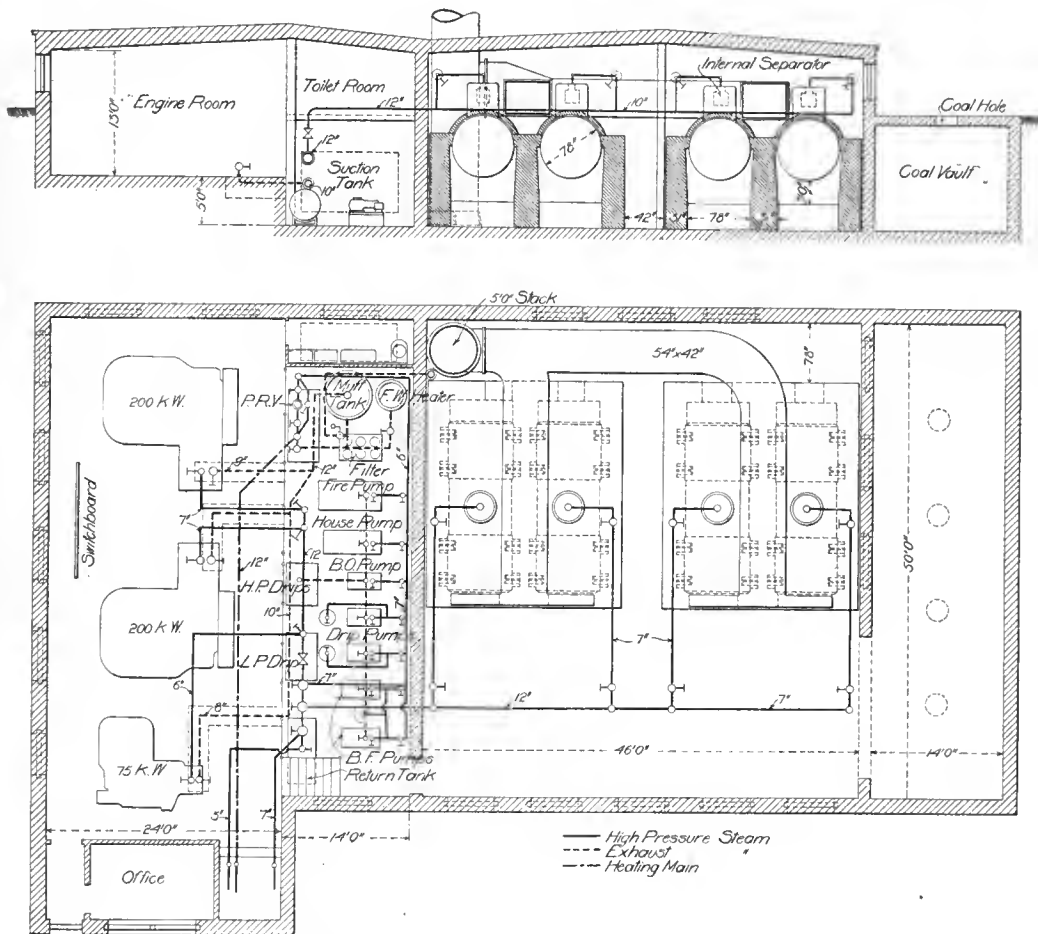 Internal Separator
Toilet Room
Engine Room
12"
10"
Coal Hole
13'0"
12"
78"
Suction
Tank
Coal Vault
10"
5'0"
42"
78"
5'0" Stack
54"x42"
78"
200 K.W.
P.R.V.
Muff
Tank
F.W. Heater
9"
12"
Filter
6"
Fire Pump
Switchboard
7"
House Pump
12"
12
B.O. Pump
H.P. Drips
7"
10"
50'0"
200 K.W.
Drip Pumps
7"
L.P. Drip
7"
6"
12"
7"
8"
46'0"
14'0"
75 K.W.
B.F. Pumps
Return Tank
5"
7"
24'0"
14'0"
High Pressure Steam
Exhaust "
Heating Main
Office